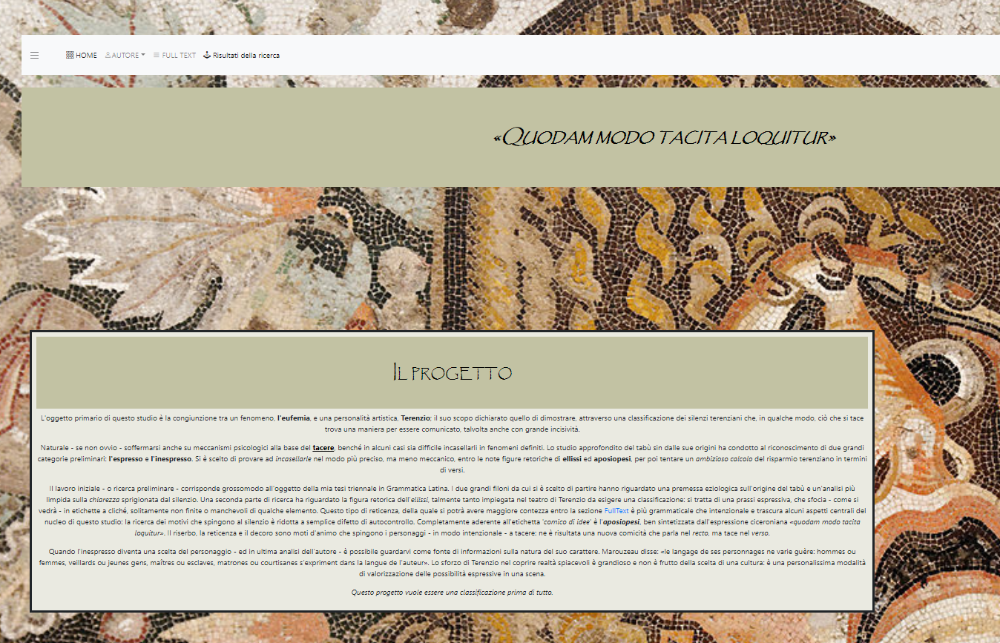 HOME AUTORE FULL TEXT Risultati della ricerca
«Quodam modo tacita loquitur»
Il progetto
L'oggetto primario di questo studio è la congiunzione tra un fenomeno, l'eufemia, e una personalità artistica, Terenzio; il suo scopo dichiarato quello di dimostrare, attraverso una classificazione dei silenzi terenziani che, in qualche modo, ciò che si tace
trova una maniera per essere comunicato, talvolta anche con grande incisività.
Naturale - se non ovvio - soffermarsi anche su meccanismi psicologici alla base del tacere, benché in alcuni casi sia difficile incasellarli in fenomeni definiti. Lo studio approfondito del tabù sin dalle sue origini ha condotto al riconoscimento di due grandi
categorie preliminari: l'espresso e l'inespresso. Si è scelto di provare ad incasellarle nel modo più preciso, ma meno meccanico, entro le note figure retoriche di ellissi ed aposiopesi, per poi tentare un ambizioso calcolo del risparmio terenziano in termini
di versi.
Il lavoro iniziale - o ricerca preliminare - corrisponde grossomodo all'oggetto della mia tesi triennale in Grammatica Latina. I due grandi filoni da cui si è scelto di partire hanno riguardato una premessa eziologica sull'origine del tabù e un'analisi più
limpida sulla chiarezza sprigionata dal silenzio. Una seconda parte di ricerca ha riguardato la figura retorica dell'ellissi, talmente tanto impiegata nel teatro di Terenzio da esigere una classificazione: si tratta di una prassi espressiva, che sfocia - come si
vedrà - in etichette a cliché, solitamente non finite o manchevoli di qualche elemento. Questo tipo di reticenza, della quale si potrà avere maggiore contezza entro la sezione FullText è più grammaticale che intenzionale e trascura alcuni aspetti centrali del
nucleo di questo studio: la ricerca dei motivi che spingono al silenzio è ridotta a semplice difetto di autocontrollo. Completamente aderente all'etichetta 'comico di idee' è l'aposiopesi, ben sintetizzata dall'espressione ciceroniana «quodam modo tacita
loquitur». Il riserbo, la reticenza e il decoro sono moti d'animo che spingono i personaggi - in modo intenzionale - a tacere: ne è risultata una nuova comicità che parla nel recto, ma tace nel verso.
Quando l'inespresso diventa una scelta del personaggio - ed in ultima analisi dell'autore - è possibile guardarvi come fonte di informazioni sulla natura del suo carattere. Marouzeau disse: «le langage de ses personnages ne varie guère: hommes ou
femmes, veillards ou jeunes gens, maîtres ou esclaves, matrones ou courtisanes s'expriment dans la langue de l'auteur». Lo sforzo di Terenzio nel coprire realtà spiacevoli è grandioso e non è frutto della scelta di una cultura: è una personalissima modalità
di valorizzazione delle possibilità espressive in una scena.
Questo progetto vuole essere una classificazione prima di tutto.